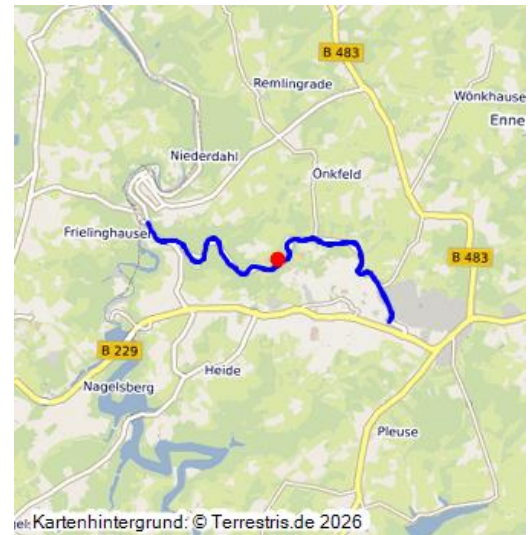 B 483
Remlingrade
Wönkhause
Enne
Niederdahl
Önkfeld
Frielinghausen
B 483
B 229
Heide
Nagelsberg
Pleuse
Kartenhintergrund: © Terrestris.de 2026